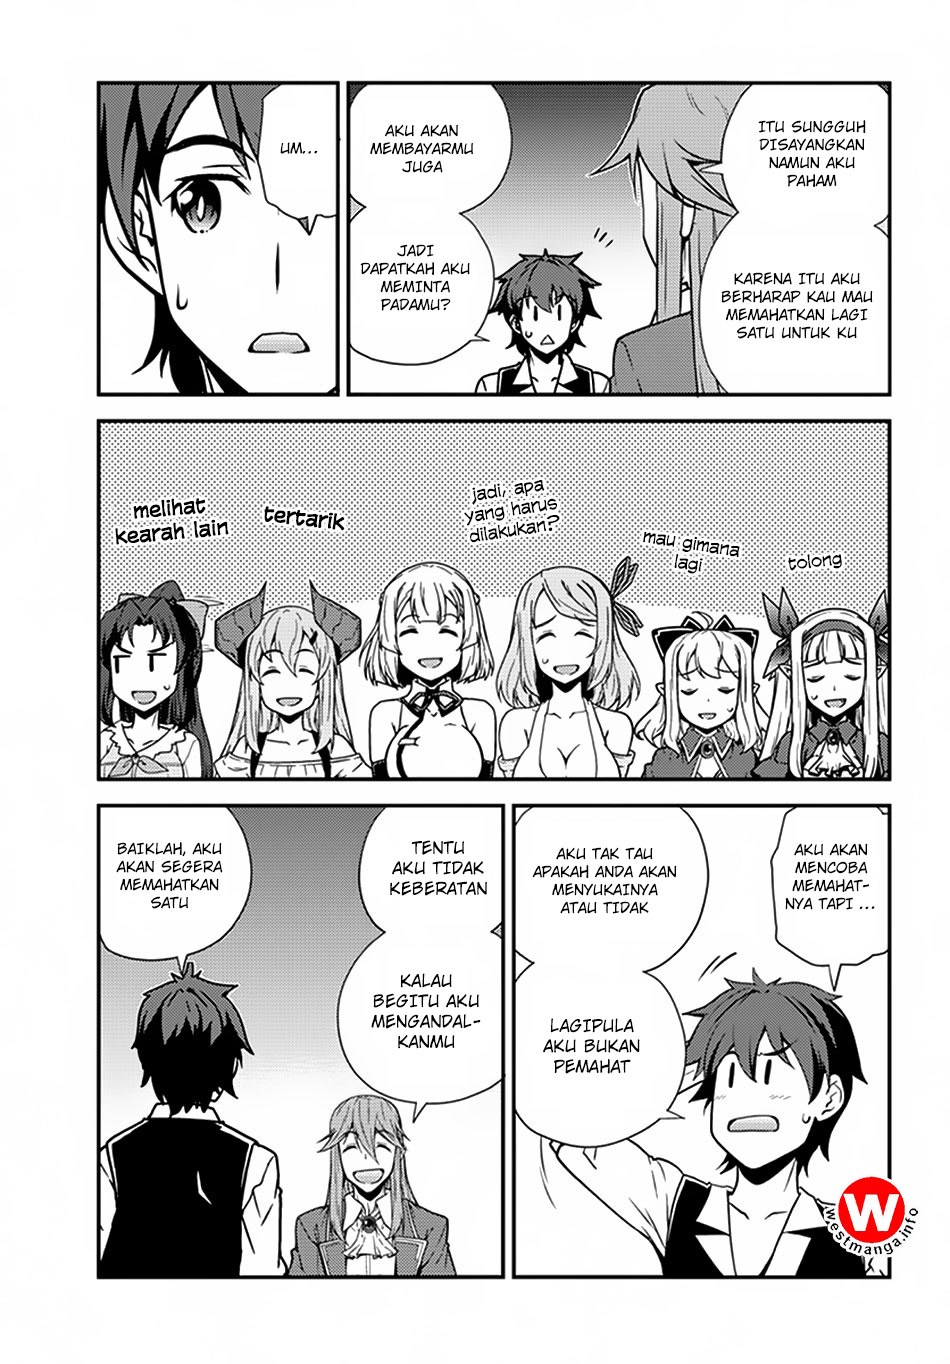 ITU SUNGGUH
DISAYANGKAN
NAMUN AKU
PAHAM
KARENA ITU AKU
BERHARAP KAU MAU
MEMAHATKAN LAGI
SATU UNTUK KU
AKU AKAN
MEMBAYARMU
JUGA
JADI
DAPATKAH AKU
MEMINTA
PADAMU?
UM...
tolong
mau gimana
lagi
jadi, apa
yang harus
dilakukan?
tertarik
melihat
kearah lain
AKU AKAN
MENCOBA
MEMAHAT-
NYA TAPI ...
AKU TAK TAU
APAKAH ANDA AKAN
MENYUKAINYA
ATAU TIDAK
LAGIPULA
AKU BUKAN
PEMAHAT
TENTU
AKU TIDAK
KEBERATAN
KALAU
BEGITU AKU
MENGANDAL-
KANMU
BAIKLAH, AKU
AKAN SEGERA
MEMAHATKAN
SATU
W
westmanga.info